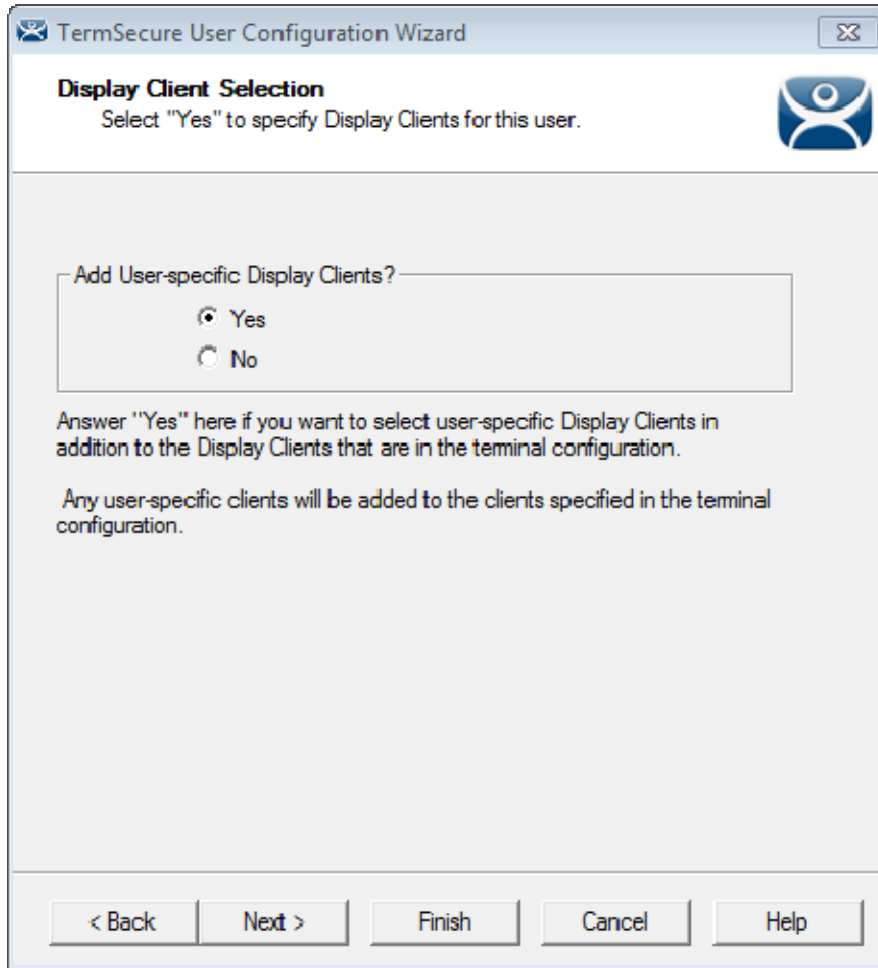 TermSecure User Configuration Wizard
Display Client Selection
Select "Yes" to specify Display Clients for this user.
Add User-specific Display Clients?
Yes
No
Answer "Yes" here if you want to select user-specific Display Clients in
addition to the Display Clients that are in the terminal configuration.
Any user-specific clients will be added to the clients specified in the terminal
configuration.
< Back Next > Finish Cancel Help